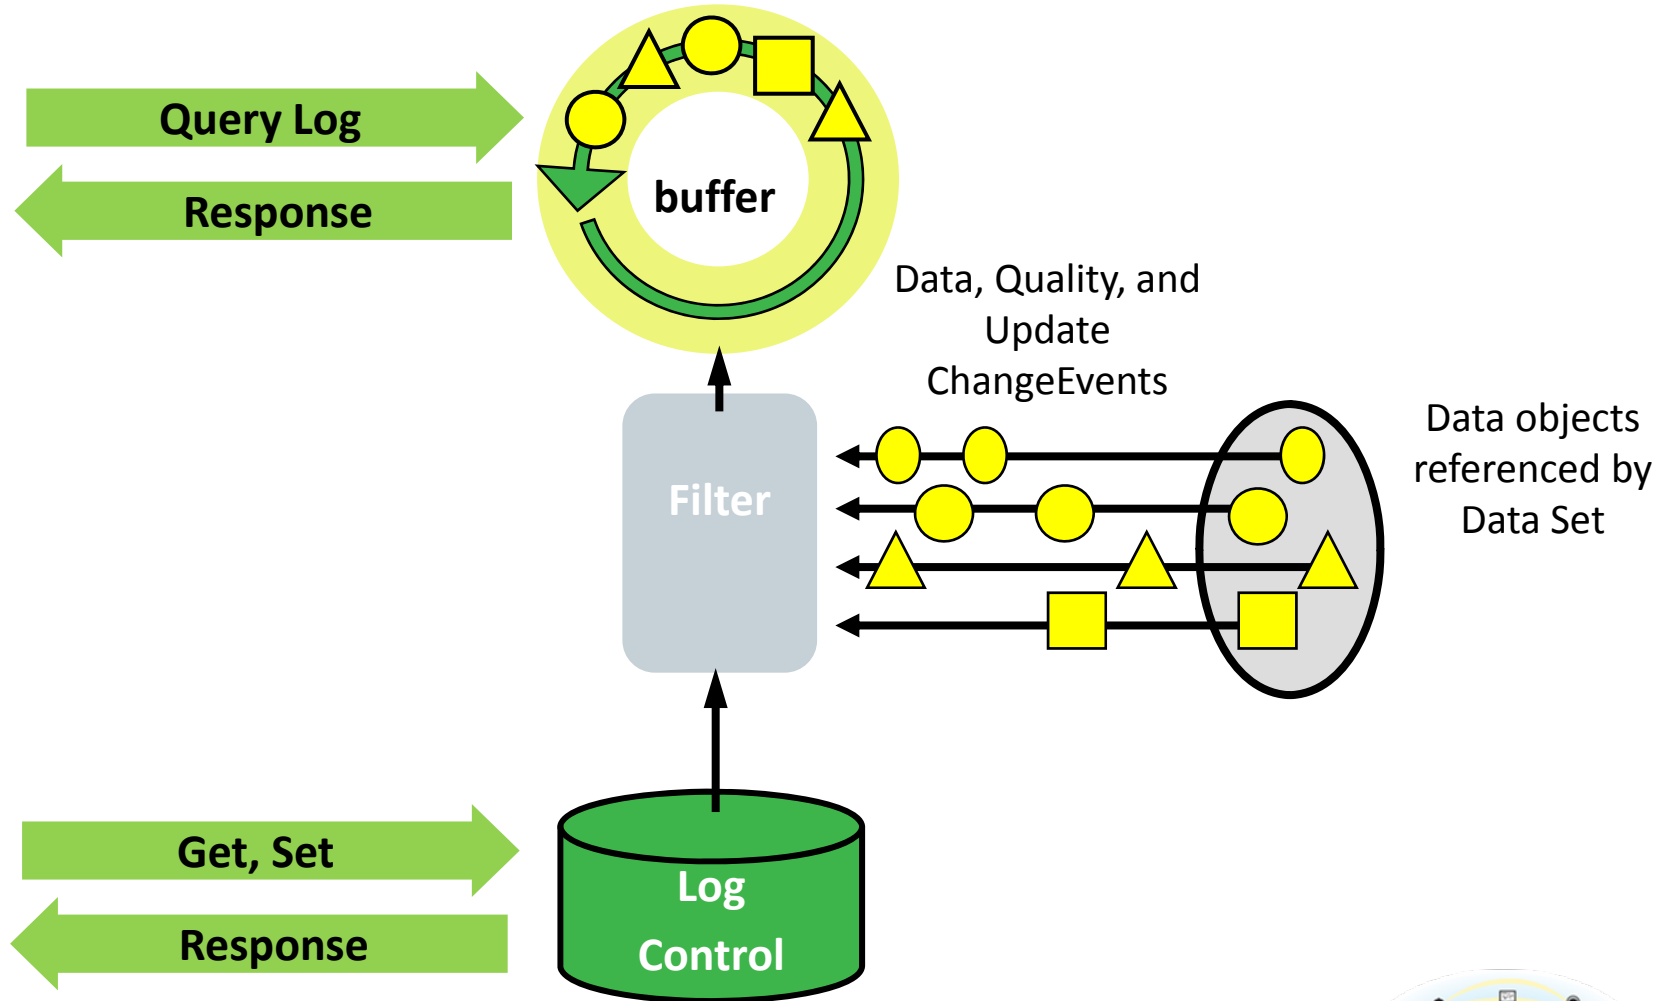 Query Log
Response
buffer
Data, Quality, and
Update
ChangeEvents
Data objects
referenced by
Data Set
Filter
Get, Set
Response
Log
Control